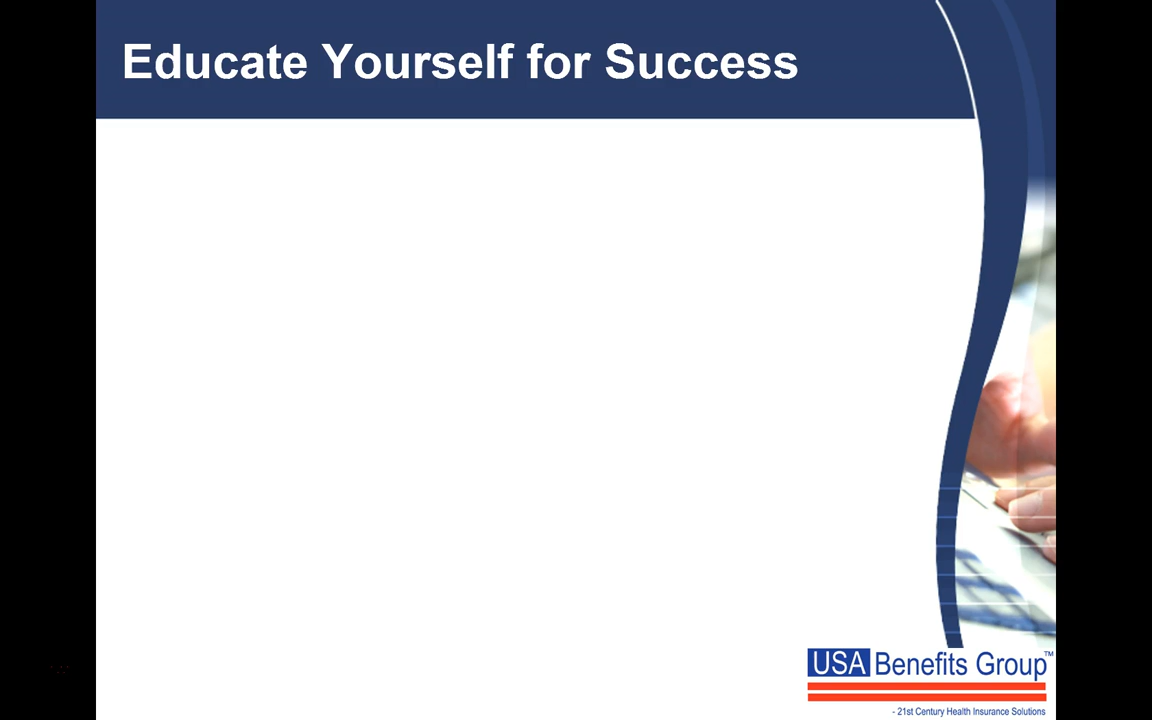 Educate Yourself for Success
USA Benefits Group™
- 21st Century Health Insurance Solutions